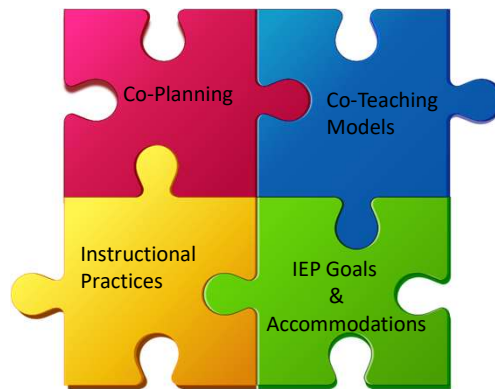 Co-Planning
Co-Teaching
Models
Instructional
Practices
IEP Goals
&
Accommodations